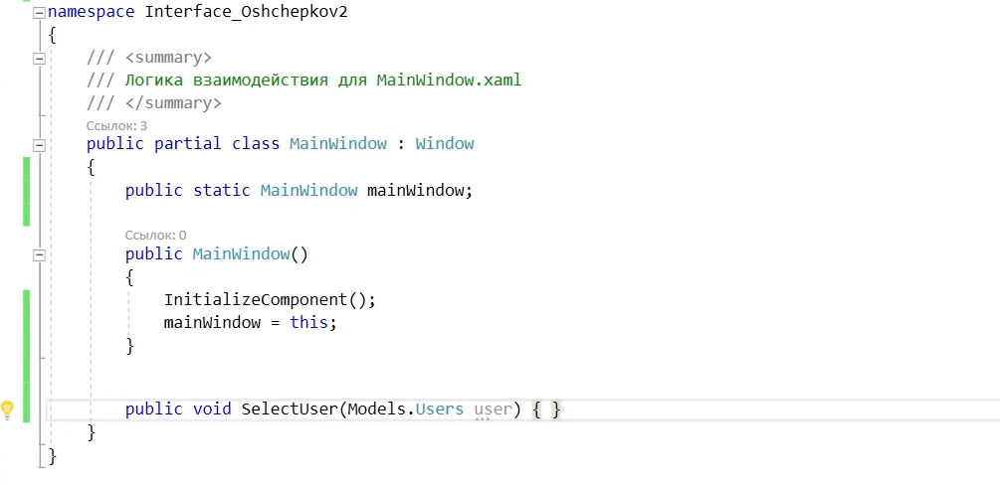 namespace Interface_Oshchepkov2
{
/// <summary>
/// Логика взаимодействия для MainWindow.xaml
/// </summary>
Ссылок: 3
public partial class MainWindow : Window
{
public static MainWindow mainWindow;
Ссылок: 0
public MainWindow()
{
InitializeComponent();
mainWindow = this;
}
public void SelectUser(Models.Users user) { }
}
}